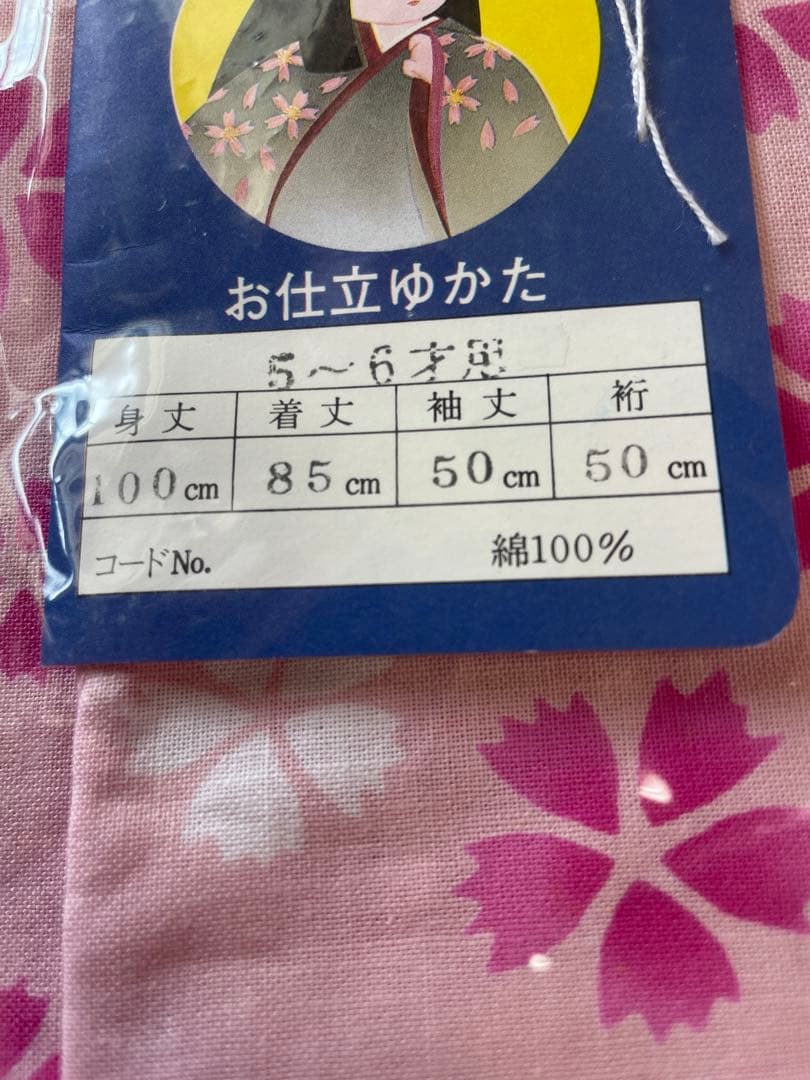 お仕立ゆかた
5～6才用
身丈 着丈 袖丈 裄
100cm 85cm 50cm 50cm
コードNo. 綿100%